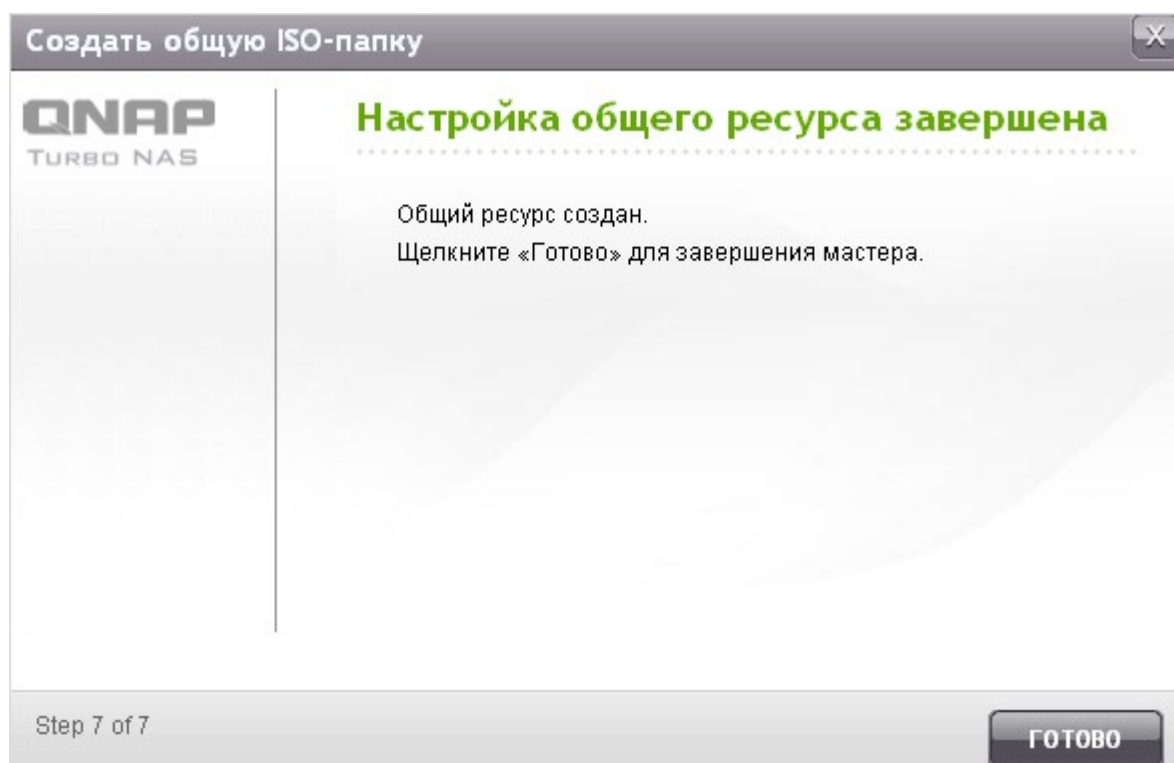 Создать общую ISO-папку
X
QNAP
TURBO NAS
Настройка общего ресурса завершена
Общий ресурс создан.
Щелкните «Готово» для завершения мастера.
Step 7 of 7
ГОТОВО